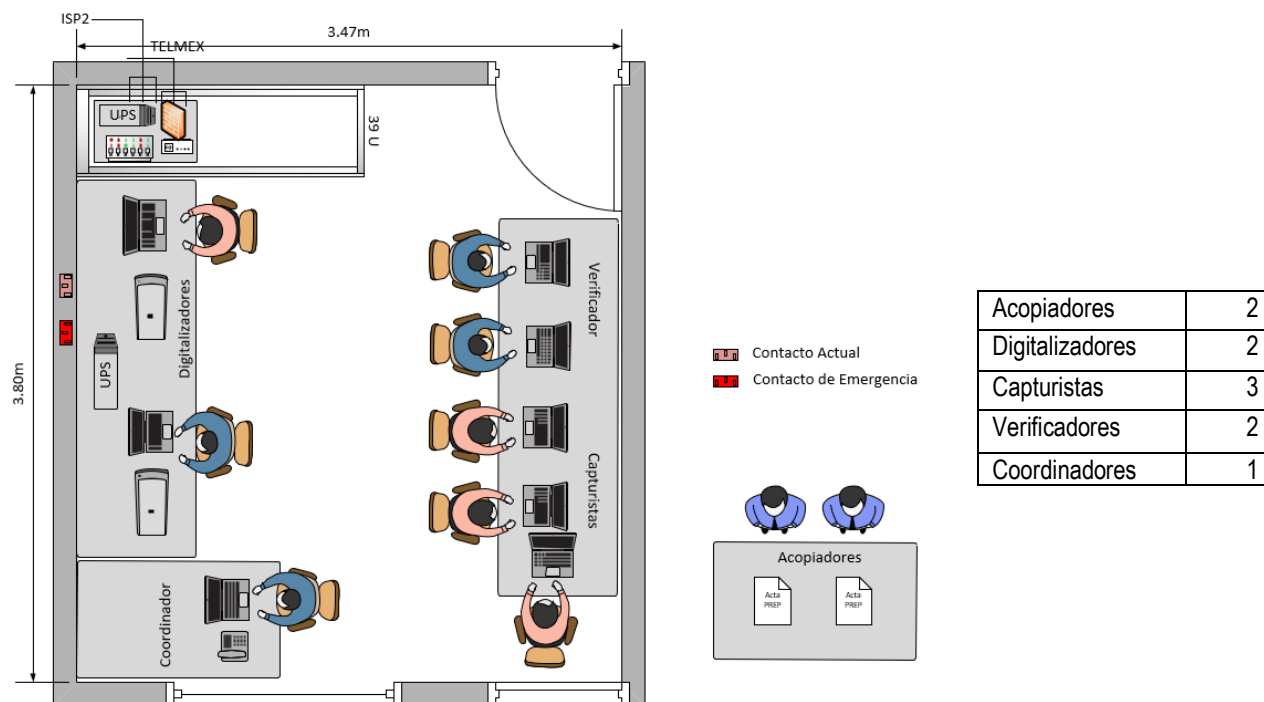 ISP2
TELMEX
3.47m
UPS
39 U
3.80m
Digitalizadores
UPS
Verificador
Capturistas
Coordinador
Contacto Actual
Contacto de Emergencia
Acopiadores
Acta
PREP
Acta
PREP
Acopiadores 2
Digitalizadores 2
Capturistas 3
Verificadores 2
Coordinadores 1